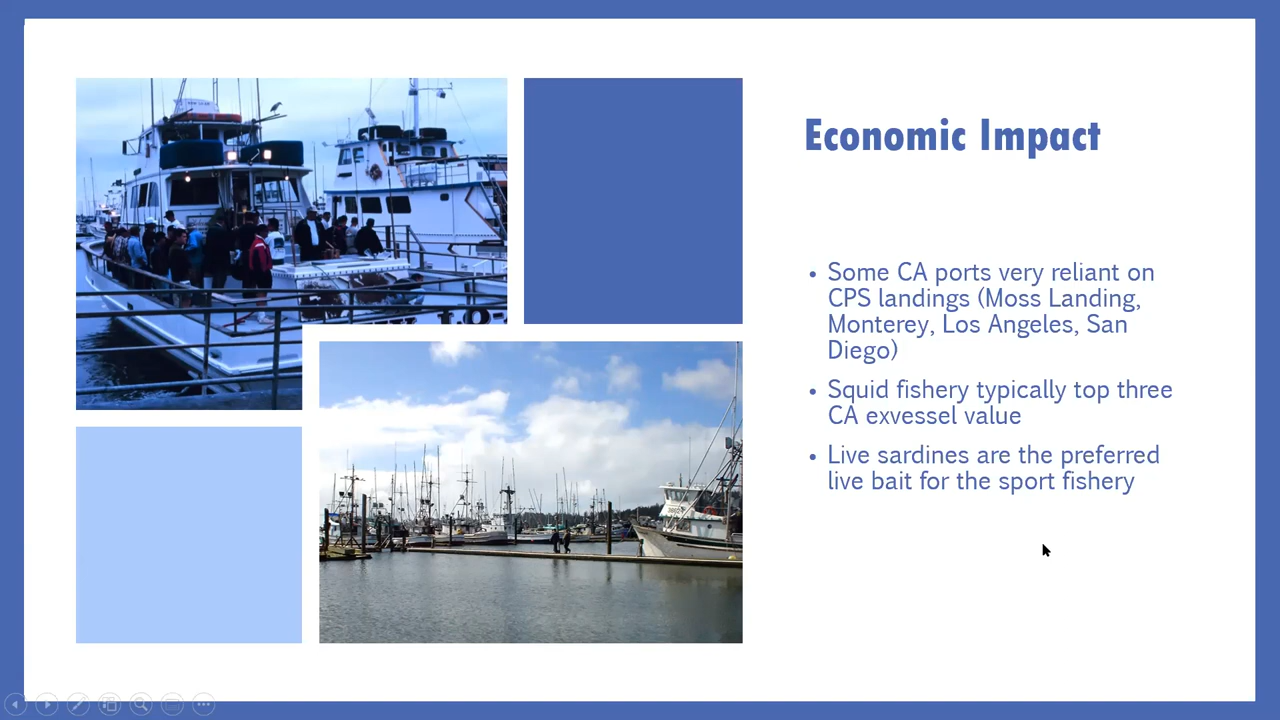 Economic Impact
• Some CA ports very reliant on
CPS landings (Moss Landing,
Monterey, Los Angeles, San
Diego)
• Squid fishery typically top three
CA exvessel value
• Live sardines are the preferred
live bait for the sport fishery